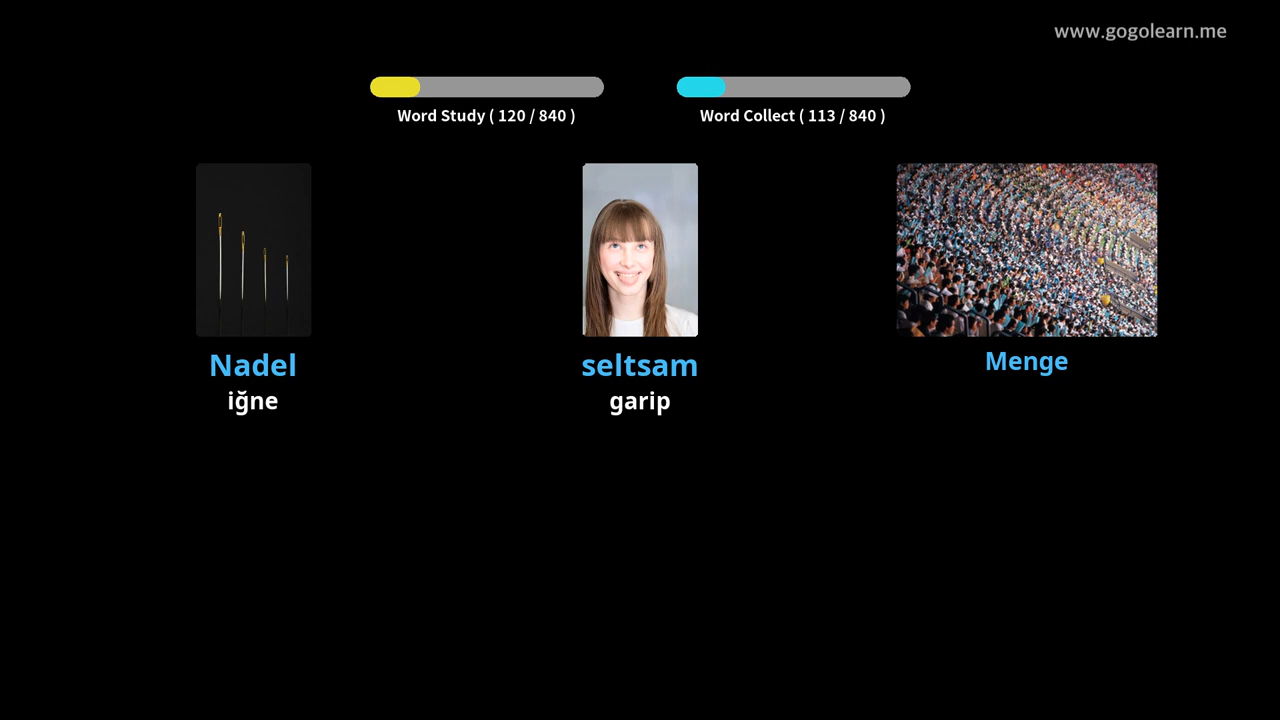 www.gogolearn.me
Word Study ( 120 / 840 )
Word Collect ( 113 / 840 )
Nadel
iğne
seltsam
garip
Menge